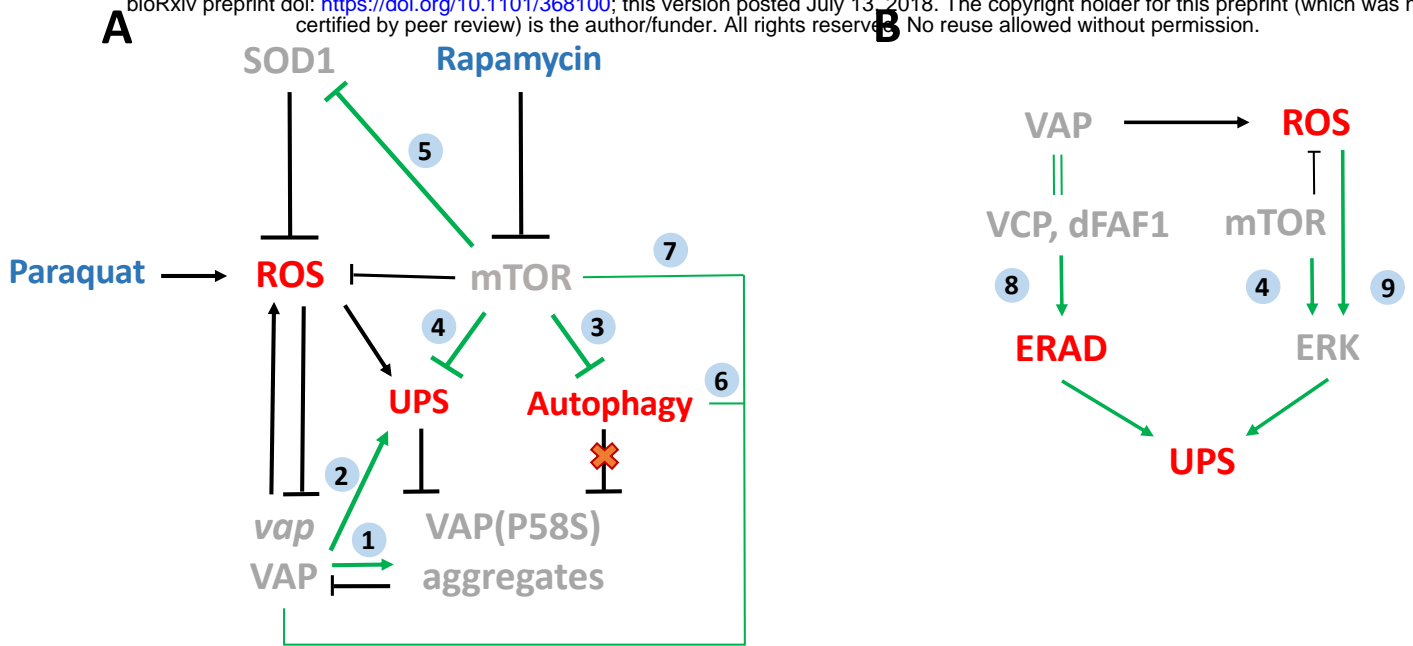 bioRxiv preprint doi: https://doi.org/10.1101/368100; this version posted July 13, 2018. The copyright holder for this preprint (which was
certified by peer review) is the author/funder. All rights reserved. No reuse allowed without permission.
A
B
SOD1
Rapamycin
5
7
Paraquat
ROS
mTOR
4
3
6
UPS
Autophagy
2
vap
VAP(P58S)
1
VAP
aggregates
VAP
ROS
VCP, dFAF1
mTOR
8
4
9
ERAD
ERK
UPS